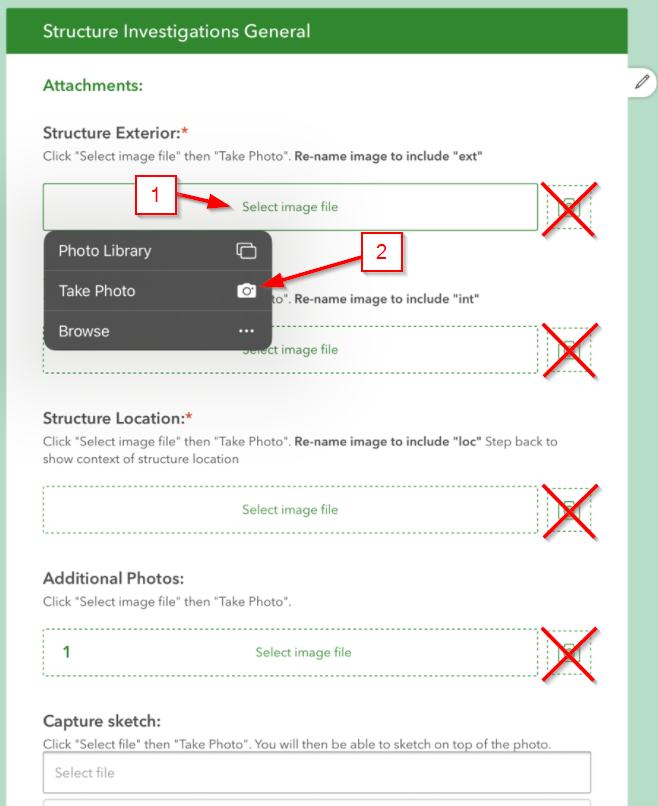 Structure Investigations General
Attachments:
Structure Exterior:*
Click "Select image file" then "Take Photo". Re-name image to include "ext"
1
Select image file
Photo Library
2
Take Photo
to". Re-name image to include "int"
Browse
Select image file
Structure Location:*
Click "Select image file" then "Take Photo". Re-name image to include "loc" Step back to
show context of structure location
Select image file
Additional Photos:
Click "Select image file" then "Take Photo".
1 Select image file
Capture sketch:
Click "Select file" then "Take Photo". You will then be able to sketch on top of the photo.
Select file